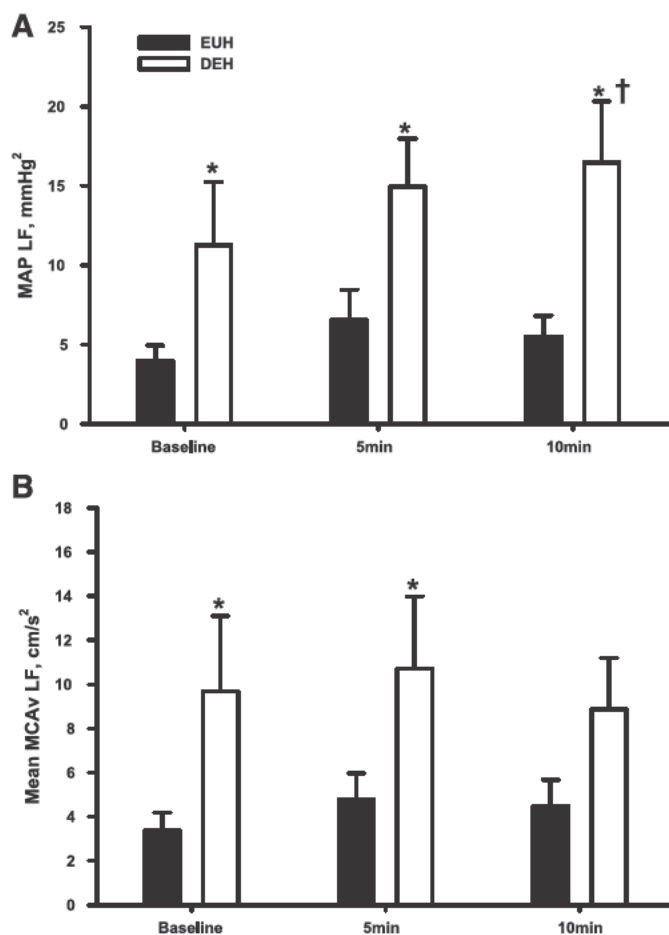 A
25
20
15
10
5
0
MAP LF, mmHg²
EUH
DEH
*
*
* †
Baseline 5min 10min
B
18
16
14
12
10
8
6
4
2
0
Mean MCAv LF, cm/s²
*
*
Baseline 5min 10min